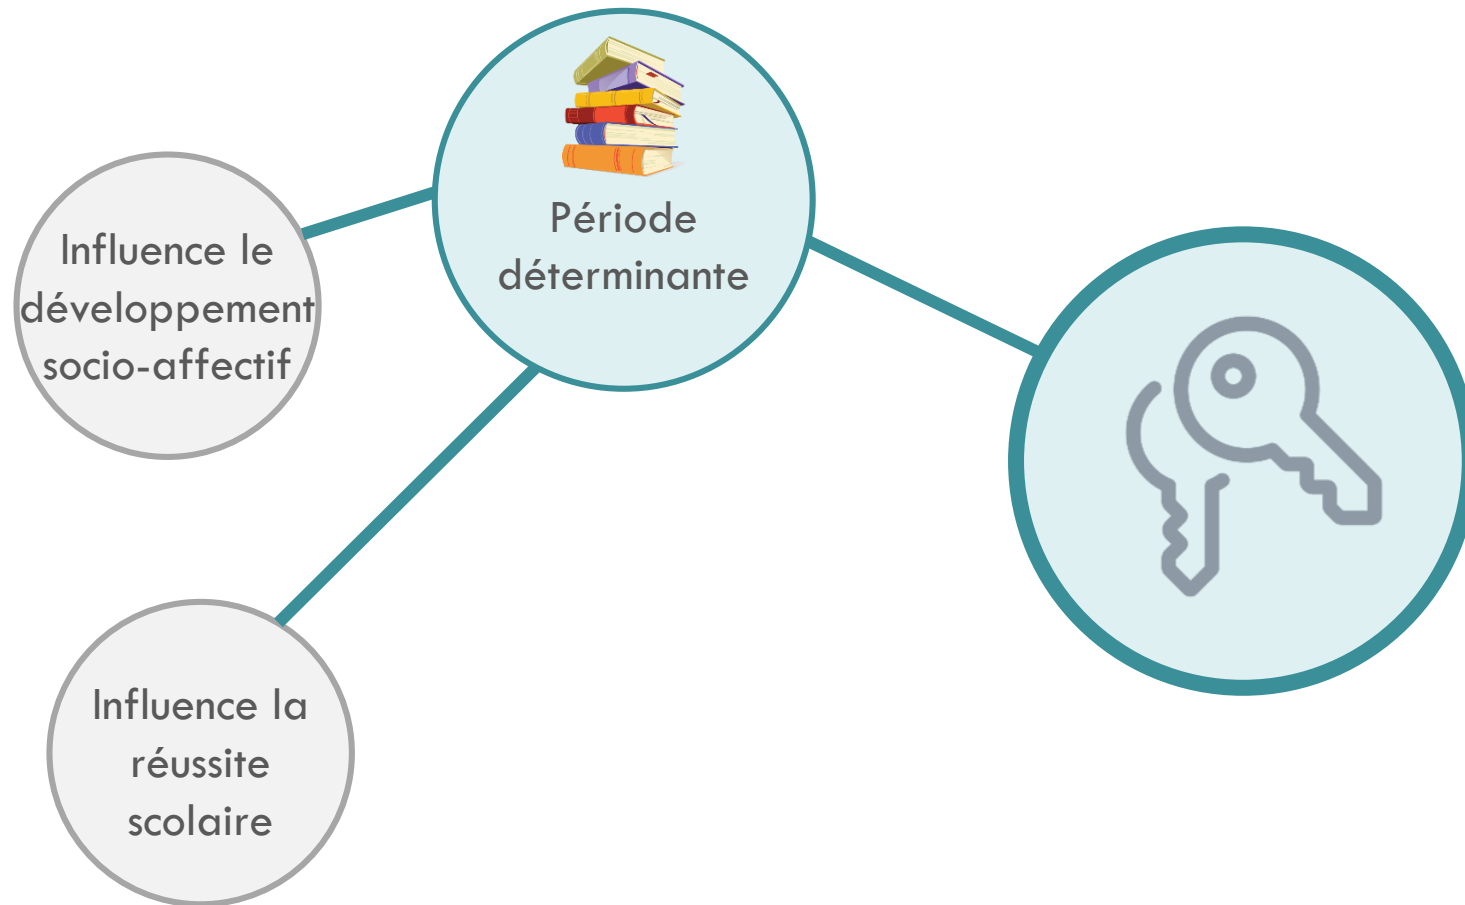 Période
déterminante
Influence le
développement
socio-affectif
Influence la
réussite
scolaire